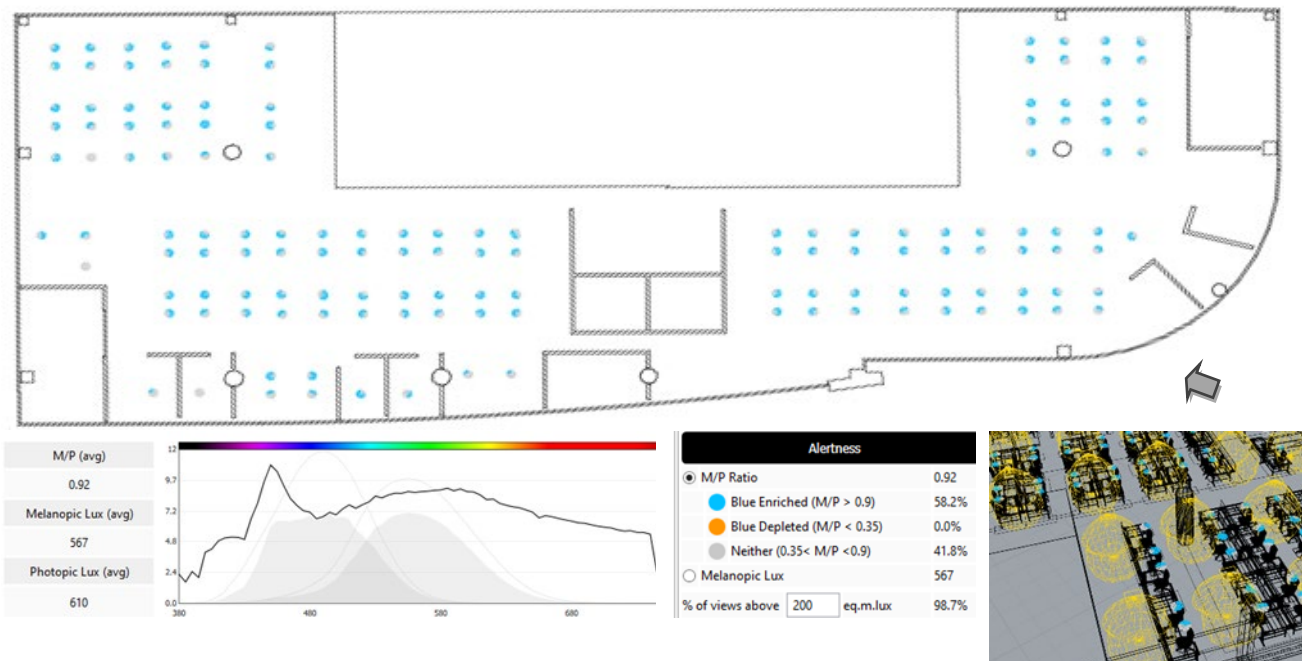 M/P (avg)
0.92
Melanopic Lux (avg)
567
Photopic Lux (avg)
610
12
9.7
7.2
4.8
2.4
0.0
380
480
580
680
Alertness
M/P Ratio 0.92
Blue Enriched (M/P > 0.9) 58.2%
Blue Depleted (M/P < 0.35) 0.0%
Neither (0.35< M/P <0.9) 41.8%
Melanopic Lux 567
% of views above 200 eq.m.lux 98.7%